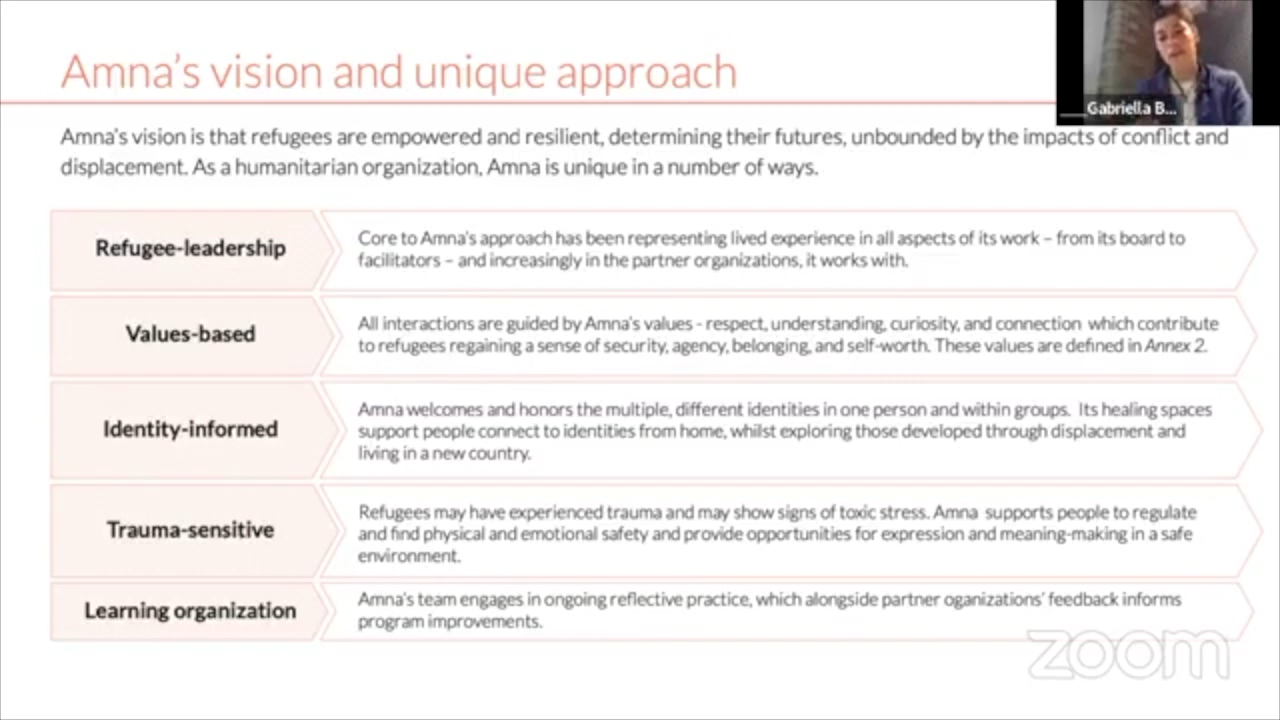 Amna's vision and unique approach
Gabriella B...
Amna's vision is that refugees are empowered and resilient, determining their futures, unbounded by the impacts of conflict and
displacement. As a humanitarian organization, Amna is unique in a number of ways.
Refugee-leadership
Core to Amna's approach has been representing lived experience in all aspects of its work – from its board to
facilitators – and increasingly in the partner organizations, it works with.
Values-based
All interactions are guided by Amna's values - respect, understanding, curiosity, and connection which contribute
to refugees regaining a sense of security, agency, belonging, and self-worth. These values are defined in Annex 2.
Identity-informed
Amna welcomes and honors the multiple, different identities in one person and within groups. Its healing spaces
support people connect to identities from home, whilst exploring those developed through displacement and
living in a new country.
Trauma-sensitive
Refugees may have experienced trauma and may show signs of toxic stress. Amna supports people to regulate
and find physical and emotional safety and provide opportunities for expression and meaning-making in a safe
environment.
Learning organization
Amna's team engages in ongoing reflective practice, which alongside partner oganizations' feedback informs
program improvements.
zoom